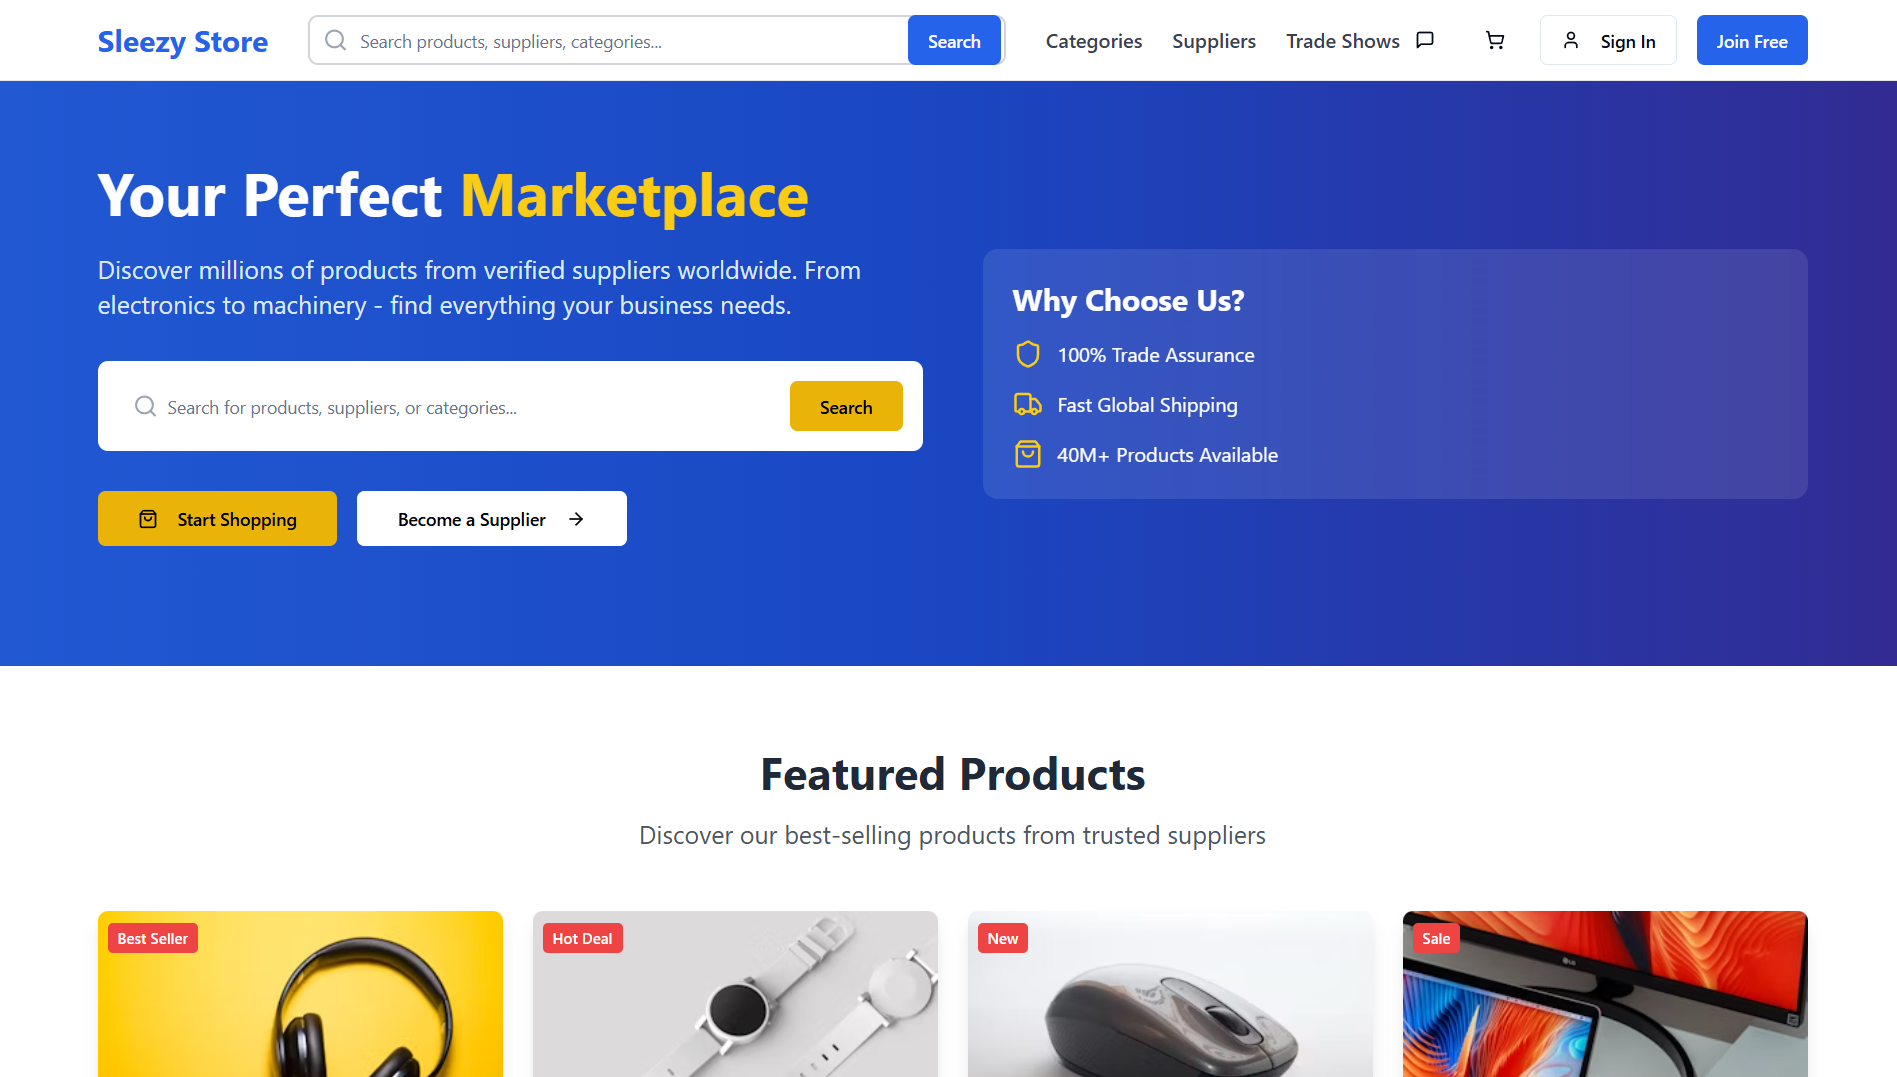 Sleezy Store
Search products, suppliers, categories...
Search
Categories
Suppliers
Trade Shows
Sign In
Join Free
Your Perfect Marketplace
Discover millions of products from verified suppliers worldwide. From
electronics to machinery - find everything your business needs.
Search for products, suppliers, or categories...
Search
Start Shopping
Become a Supplier
Why Choose Us?
100% Trade Assurance
Fast Global Shipping
40M+ Products Available
Featured Products
Discover our best-selling products from trusted suppliers
Best Seller
Hot Deal
New
Sale
LG